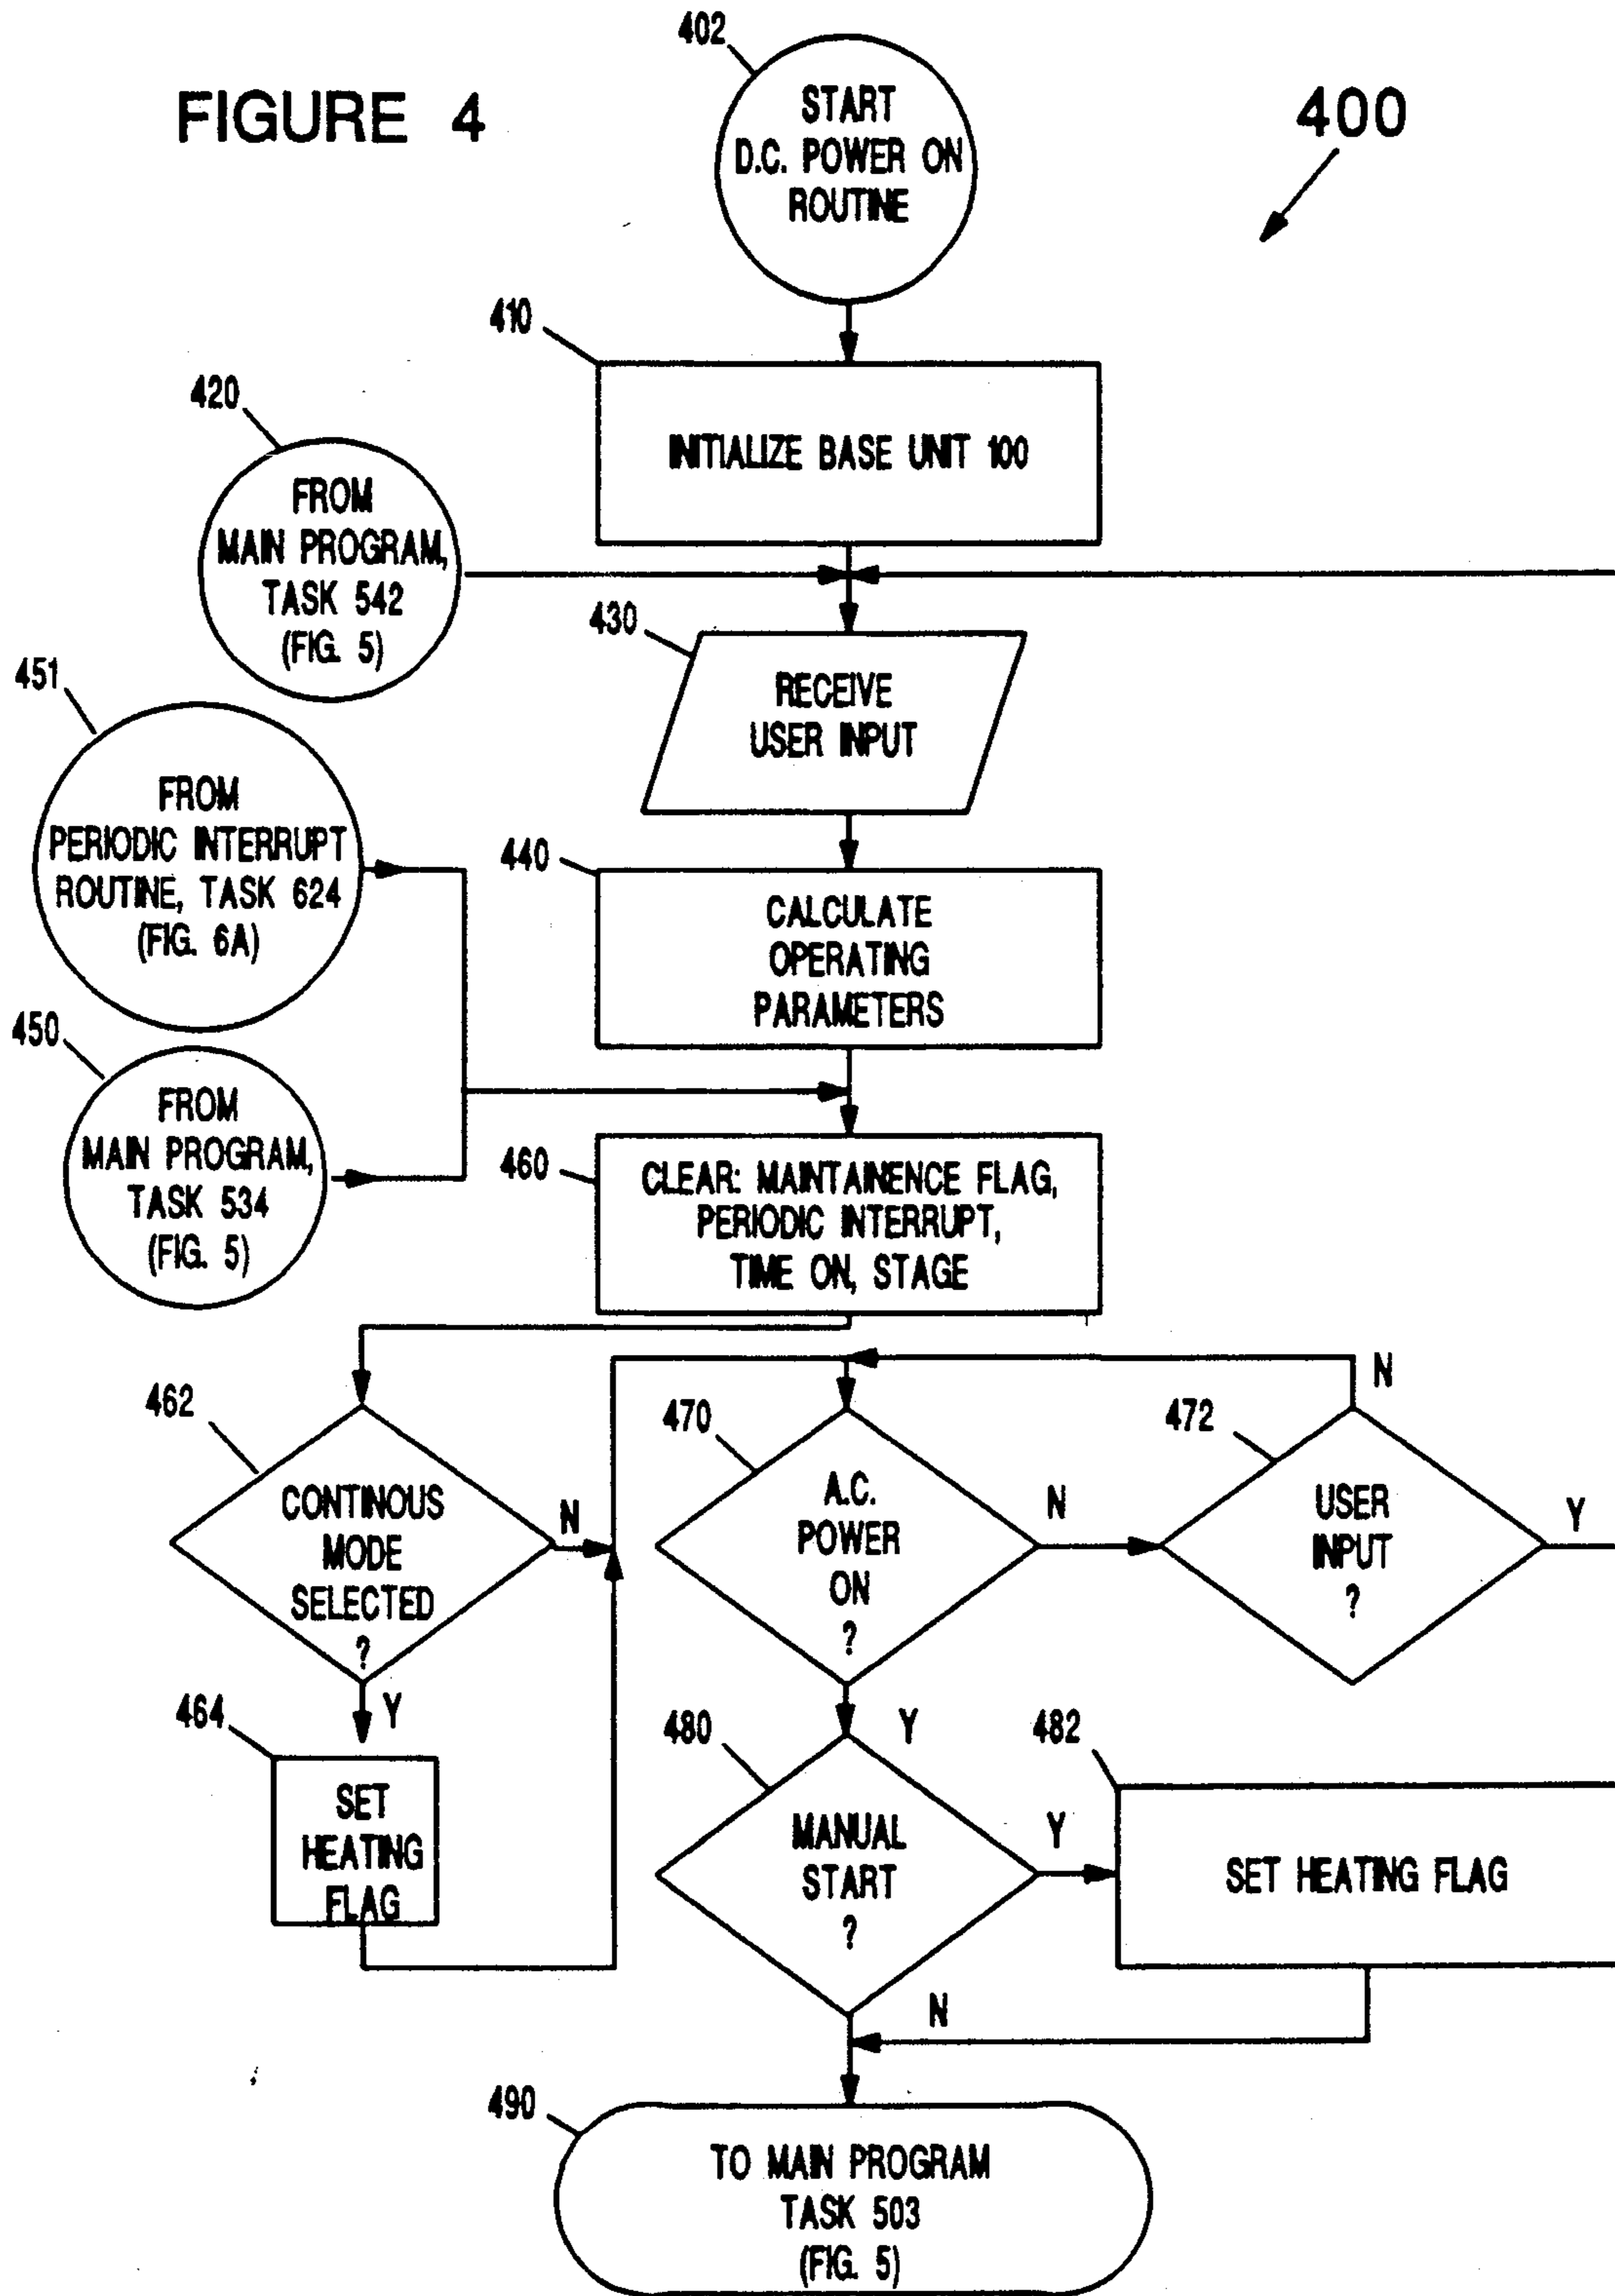 FIGURE 4
402
START
D.C. POWER ON
ROUTINE
400
410
INITIALIZE BASE UNIT 100
420
FROM
MAIN PROGRAM,
TASK 542
(FIG. 5)
430
RECEIVE
USER INPUT
451
FROM
PERIODIC INTERRUPT
ROUTINE, TASK 624
(FIG. 6A)
440
CALCULATE
OPERATING
PARAMETERS
450
FROM
MAIN PROGRAM,
TASK 534
(FIG. 5)
460
CLEAR: MAINTAINENCE FLAG,
PERIODIC INTERRUPT,
TIME ON, STAGE
462
CONTINOUS
MODE
SELECTED
?
N
Y
470
A.C.
POWER
ON
?
N
Y
472
USER
INPUT
?
N
Y
464
SET
HEATING
FLAG
480
MANUAL
START
?
Y
N
482
SET HEATING FLAG
490
TO MAIN PROGRAM
TASK 503
(FIG. 5)